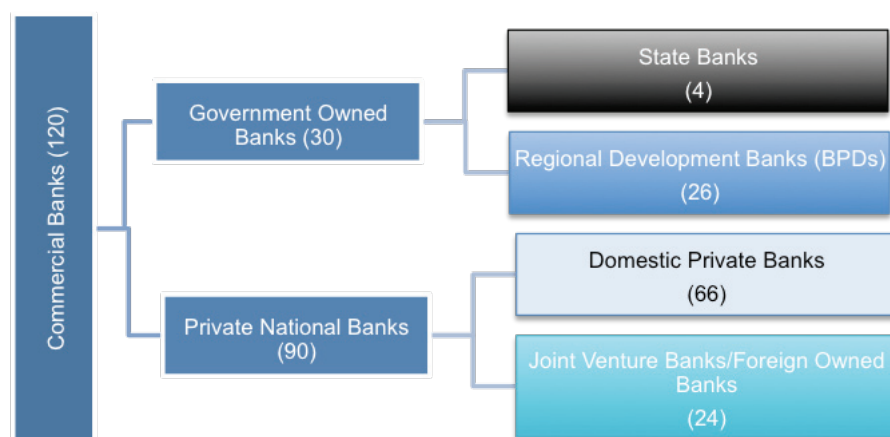 Commercial Banks (120)
Government Owned
Banks (30)
State Banks
(4)
Regional Development Banks (BPDs)
(26)
Private National Banks
(90)
Domestic Private Banks
(66)
Joint Venture Banks/Foreign Owned
Banks
(24)